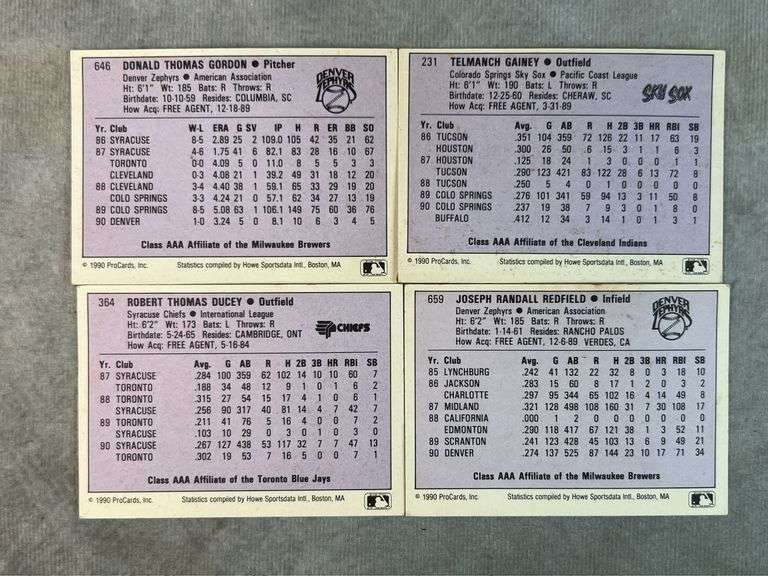 646 DONALD THOMAS GORDON ● Pitcher
Denver Zephyrs ● American Association
Ht: 6'1" Wt: 185 Bats: R Throws: R
Birthdate: 10-10-59 Resides: COLUMBIA, SC
How Acq: FREE AGENT, 12-18-89
DENVER ZEPHYRS
Yr. Club W-L ERA G SV IP H R ER BB SO
86 SYRACUSE 8-5 2.89 25 2 109.0 105 42 35 21 62
87 SYRACUSE 4-6 1.75 41 6 82.1 83 28 16 10 67
TORONTO 0-0 4.09 5 0 11.0 8 5 5 3 3
CLEVELAND 0-3 4.08 21 1 39.2 49 31 18 12 20
88 CLEVELAND 3-4 4.40 38 1 59.1 65 33 29 19 20
COLO SPRINGS 3-3 4.24 21 0 57.1 62 34 27 13 19
89 COLO SPRINGS 8-5 5.08 63 1 106.1 149 75 60 36 76
90 DENVER 1-0 3.24 5 0 8.1 10 6 3 4 5
Class AAA Affiliate of the Milwaukee Brewers
© 1990 ProCards, Inc. Statistics compiled by Howe Sportsdata Intl., Boston, MA
231 TELMANCH GAINEY ● Outfield
Colorado Springs Sky Sox ● Pacific Coast League
Ht: 6'1" Wt: 190 Bats: L Throws: R
Birthdate: 12-25-60 Resides: CHERAW, SC
How Acq: FREE AGENT, 3-31-89
SKY SOX
Yr. Club Avg. G AB R H 2B 3B HR RBI SB
86 TUCSON .351 104 359 72 126 22 11 17 63 19
HOUSTON .300 26 50 6 15 3 1 1 6 3
87 HOUSTON .125 18 24 1 3 0 0 0 1 1
TUCSON .290 123 421 83 122 28 6 13 72 8
88 TUCSON .250 5 4 0 1 0 0 0 0 0
89 COLO SPRINGS .276 101 341 59 94 13 3 11 50 8
90 COLO SPRINGS .237 19 38 7 9 3 0 1 8 0
BUFFALO .412 12 34 3 14 1 0 1 3 1
Class AAA Affiliate of the Cleveland Indians
© 1990 ProCards, Inc. Statistics compiled by Howe Sportsdata Intl., Boston, MA
364 ROBERT THOMAS DUCEY ● Outfield
Syracuse Chiefs ● International League
Ht: 6'2" Wt: 173 Bats: L Throws: R
Birthdate: 5-24-65 Resides: CAMBRIDGE, ONT
How Acq: FREE AGENT, 5-16-84
CHIEFS
Yr. Club Avg. G AB R H 2B 3B HR RBI SB
87 SYRACUSE .284 100 359 62 102 14 10 10 60 7
TORONTO .188 34 48 12 9 1 0 1 6 2
88 TORONTO .315 27 54 15 17 4 1 0 6 1
SYRACUSE .256 90 317 40 81 14 4 7 42 7
89 TORONTO .211 41 76 5 16 4 0 0 7 2
SYRACUSE .103 10 29 0 3 0 1 0 3 0
90 SYRACUSE .267 127 438 53 117 32 7 7 47 13
TORONTO .302 19 53 7 16 5 0 0 7 1
Class AAA Affiliate of the Toronto Blue Jays
© 1990 ProCards, Inc. Statistics compiled by Howe Sportsdata Intl, Boston, MA
659 JOSEPH RANDALL REDFIELD ● Infield
Denver Zephyrs ● American Association
Ht: 6'2" Wt: 185 Bats: R Throws: R
Birthdate: 1-14-61 Resides: RANCHO PALOS
How Acq: FREE AGENT, 12-6-89 VERDES, CA
DENVER ZEPHYRS
Yr. Club Avg. G AB R H 2B 3B HR RBI SB
85 LYNCHBURG .242 41 132 22 32 8 0 3 18 10
86 JACKSON .283 15 60 8 17 1 2 0 3 2
CHARLOTTE .297 95 344 65 102 16 4 14 49 8
87 MIDLAND .321 128 498 108 160 31 7 30 108 17
88 CALIFORNIA .000 1 2 0 0 0 0 0 0 0
EDMONTON .290 118 417 67 121 38 1 3 52 11
89 SCRANTON .241 123 428 45 103 13 6 9 49 21
90 DENVER .274 137 525 87 144 23 10 17 71 34
Class AAA Affiliate of the Milwaukee Brewers
© 1990 ProCards, Inc. Statistics compiled by Howe Sportsdata Intl, Boston, MA